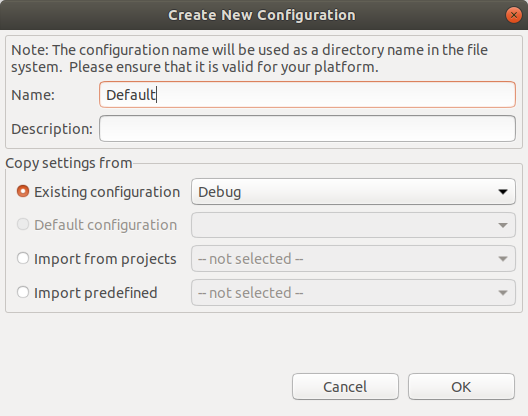 Create New Configuration
Note: The configuration name will be used as a directory name in the file
system.  Please ensure that it is valid for your platform.
Name: Default
Description:
Copy settings from
Existing configuration Debug
Default configuration
Import from projects -- not selected --
Import predefined -- not selected --
Cancel OK